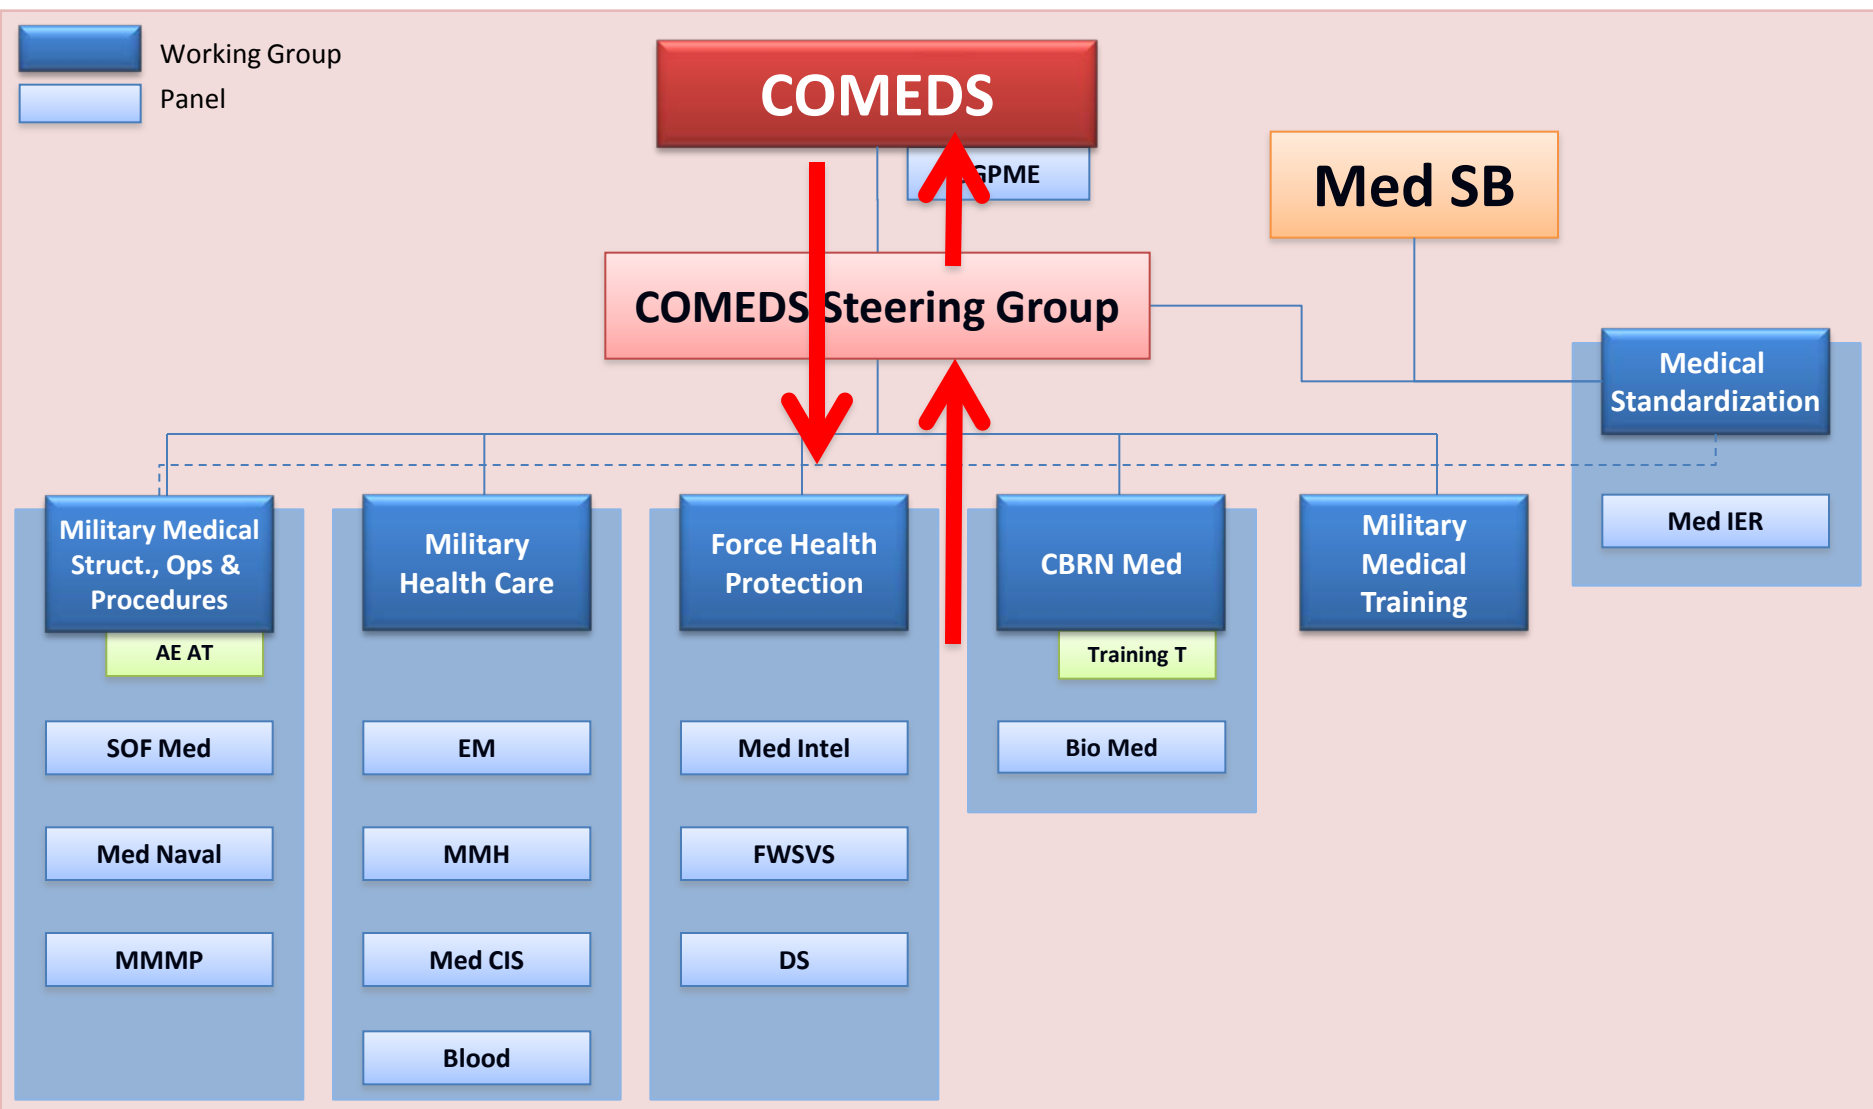 Working Group
Panel
COMEDS
Med SB
COMEDS Steering Group
Medical
Standardization
Med IER
Military Medical
Struct., Ops &
Procedures
AE AT
SOF Med
Med Naval
MMMP
Military
Health Care
EM
MMH
Med CIS
Blood
Force Health
Protection
Med Intel
FWSVS
DS
CBRN Med
Training T
Bio Med
Military
Medical
Training